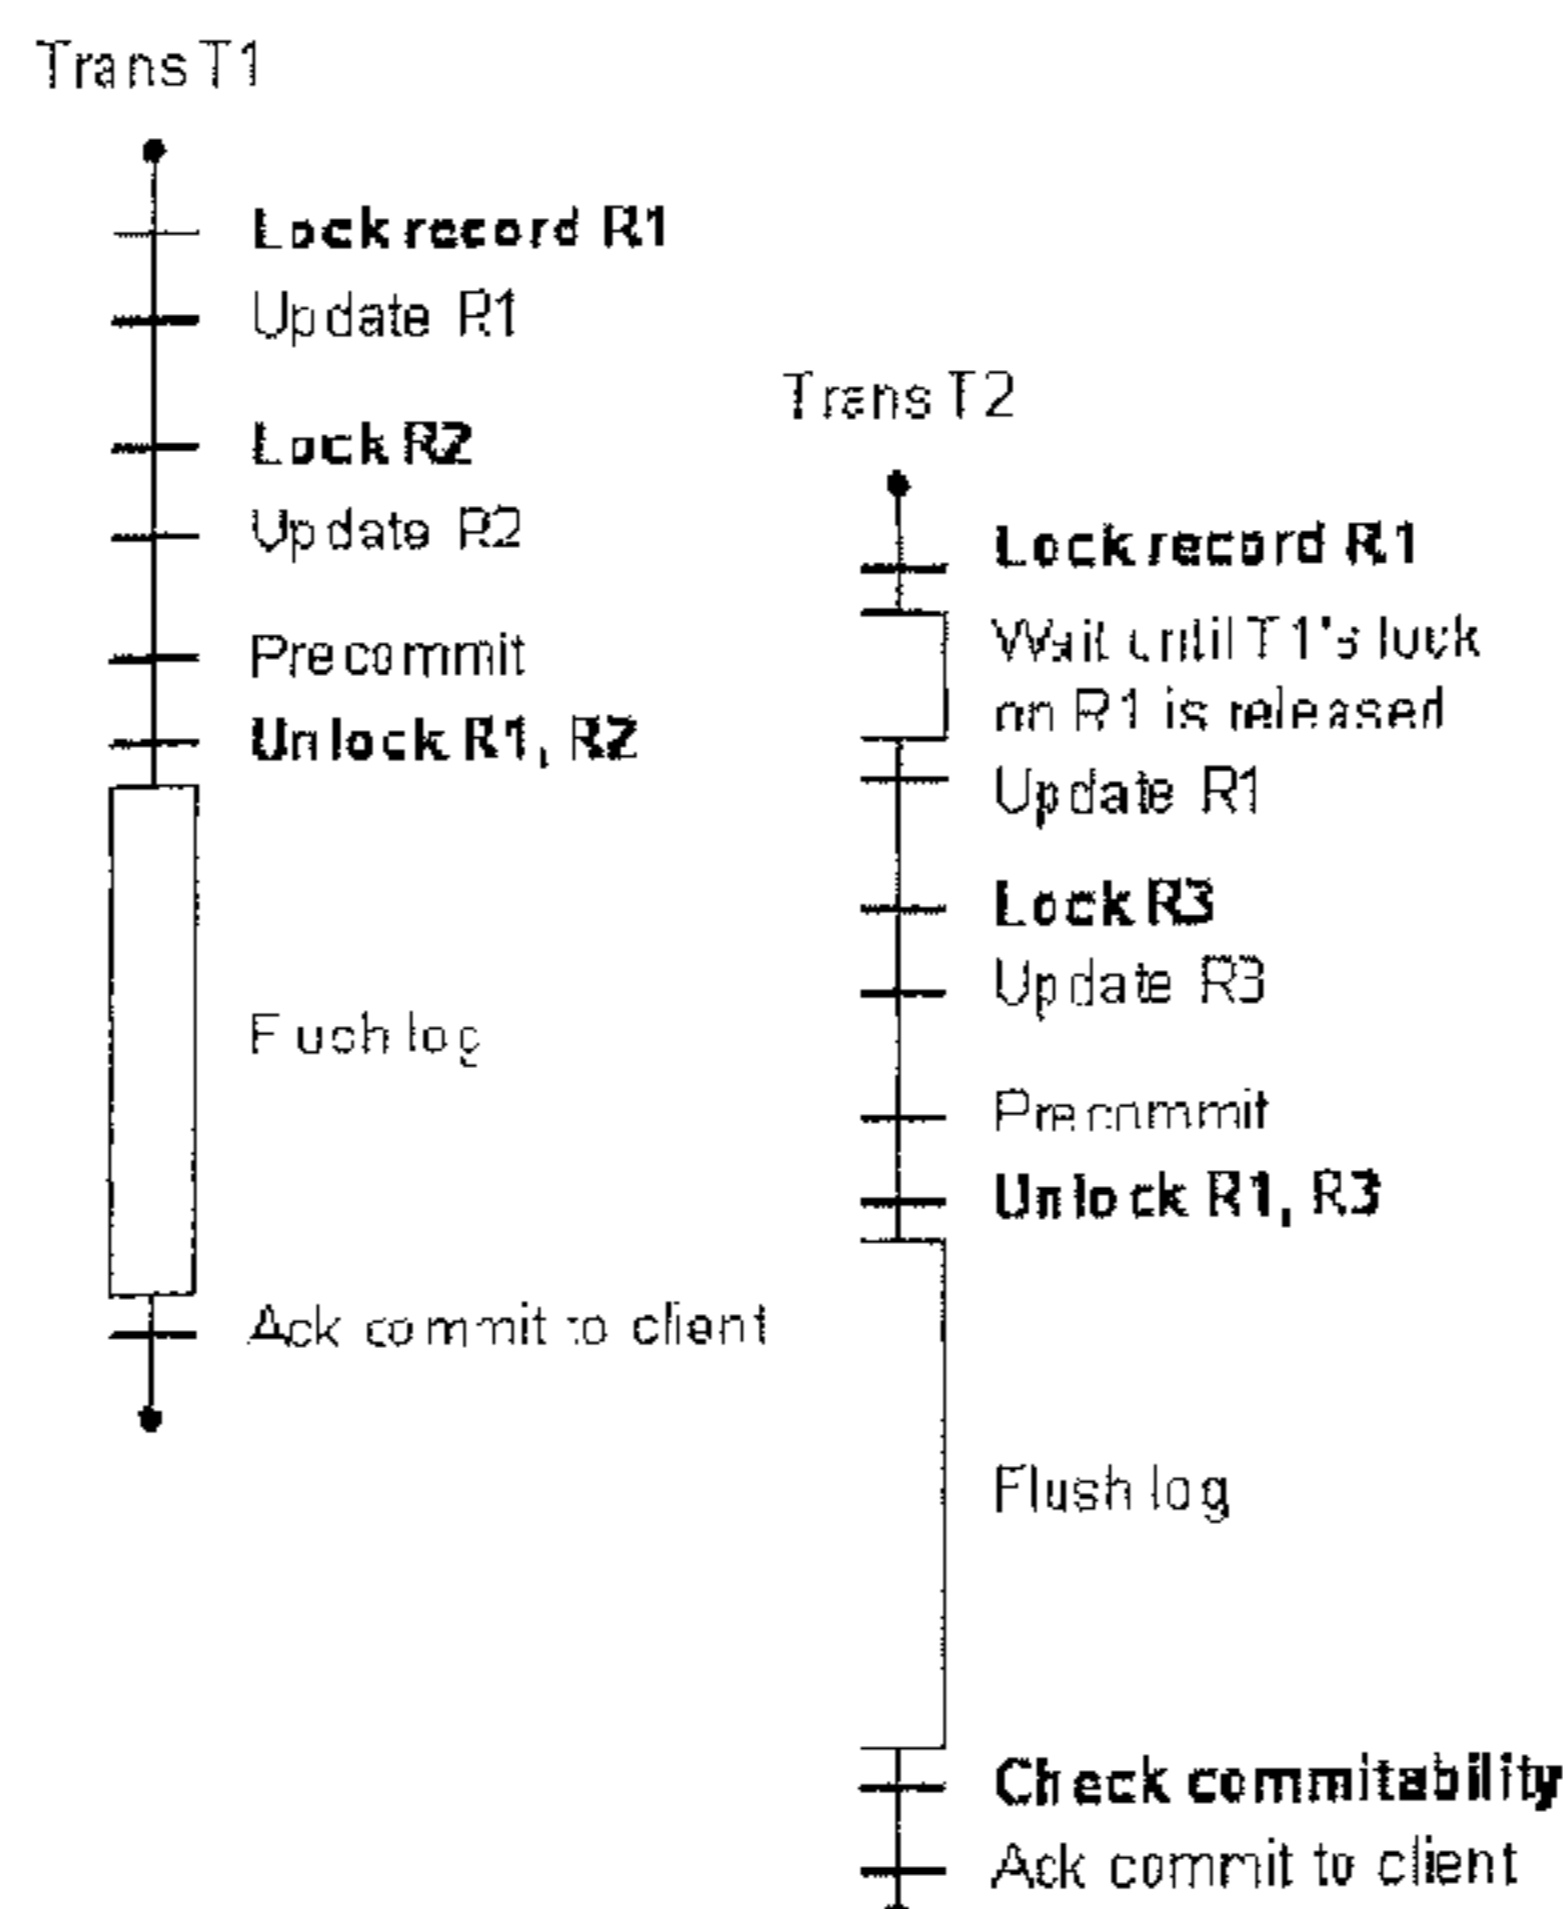 Trans T1
Lock record R1
Update R1
Lock R2
Update R2
Precommit
Unlock R1, R2
Flush log
Ack commit to client
Trans T2
Lock record R1
Wait until T1's lock
on R1 is released
Update R1
Lock R3
Update R3
Precommit
Unlock R1, R3
Flush log
Check commitability
Ack commit to client